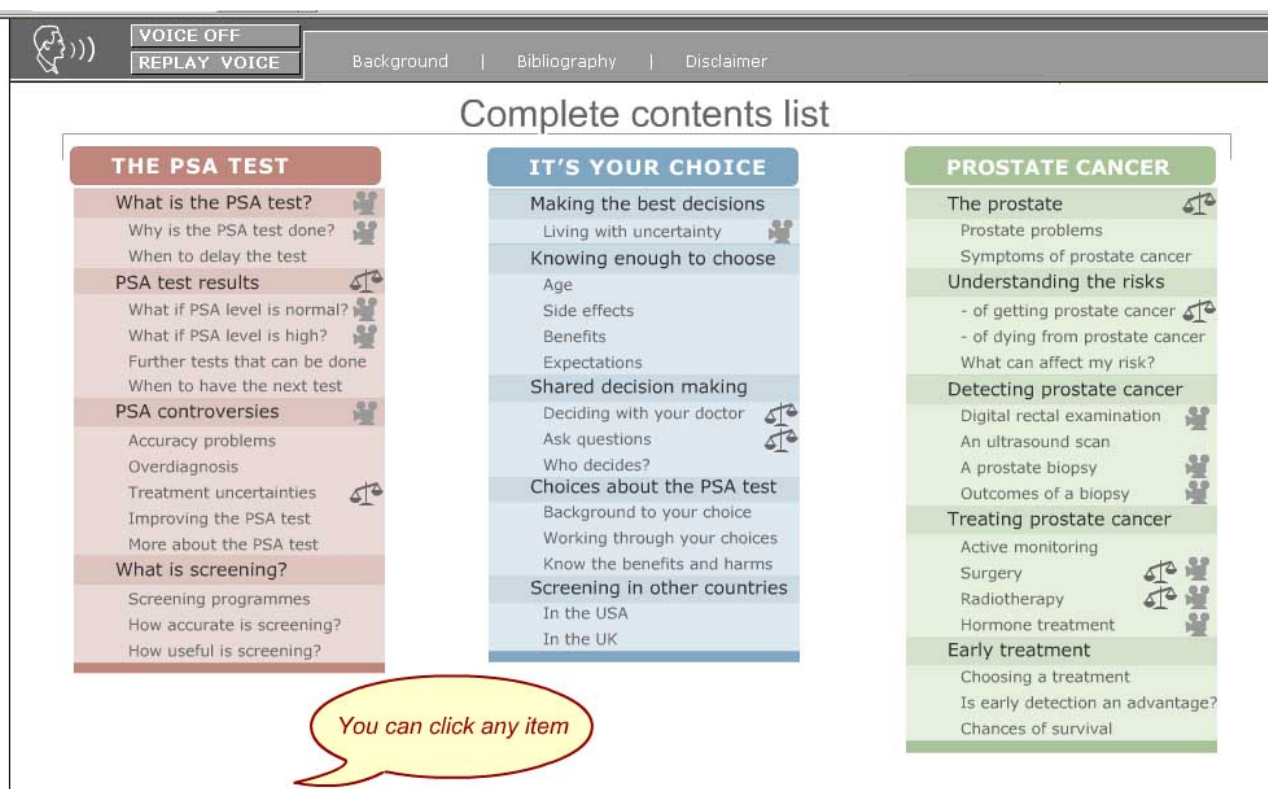 VOICE OFF
REPLAY VOICE
Background | Bibliography | Disclaimer
Complete contents list
THE PSA TEST
What is the PSA test?
Why is the PSA test done?
When to delay the test
PSA test results
What if PSA level is normal?
What if PSA level is high?
Further tests that can be done
When to have the next test
PSA controversies
Accuracy problems
Overdiagnosis
Treatment uncertainties
Improving the PSA test
More about the PSA test
What is screening?
Screening programmes
How accurate is screening?
How useful is screening?
IT'S YOUR CHOICE
Making the best decisions
Living with uncertainty
Knowing enough to choose
Age
Side effects
Benefits
Expectations
Shared decision making
Deciding with your doctor
Ask questions
Who decides?
Choices about the PSA test
Background to your choice
Working through your choices
Know the benefits and harms
Screening in other countries
In the USA
In the UK
PROSTATE CANCER
The prostate
Prostate problems
Symptoms of prostate cancer
Understanding the risks
- of getting prostate cancer
- of dying from prostate cancer
What can affect my risk?
Detecting prostate cancer
Digital rectal examination
An ultrasound scan
A prostate biopsy
Outcomes of a biopsy
Treating prostate cancer
Active monitoring
Surgery
Radiotherapy
Hormone treatment
Early treatment
Choosing a treatment
Is early detection an advantage?
Chances of survival
You can click any item